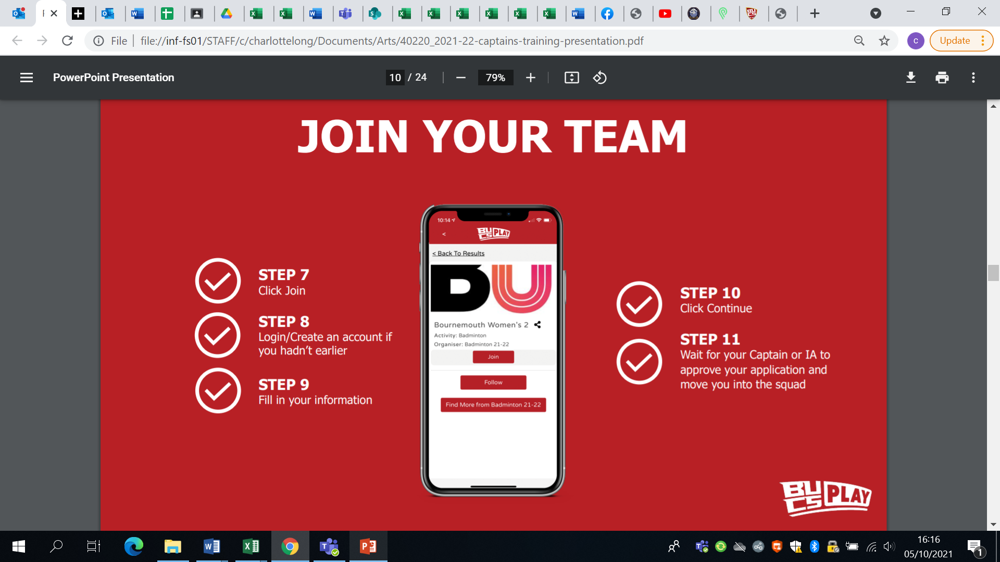 File
file://inf-fs01/STAFF/c/charlottelong/Documents/Arts/40220_2021-22-captains-training-presentation.pdf
c
Update
PowerPoint Presentation
10 / 24
79%
JOIN YOUR TEAM
STEP 7
Click Join
STEP 8
Login/Create an account if
you hadn't earlier
STEP 9
Fill in your information
10:14
<
BUCS PLAY
< Back To Results
BU
Bournemouth Women's 2
Activity: Badminton
Organiser: Badminton 21-22
Join
Follow
Find More from Badminton 21-22
STEP 10
Click Continue
STEP 11
Wait for your Captain or IA to
approve your application and
move you into the squad
BUCS PLAY
16:16
05/10/2021
1